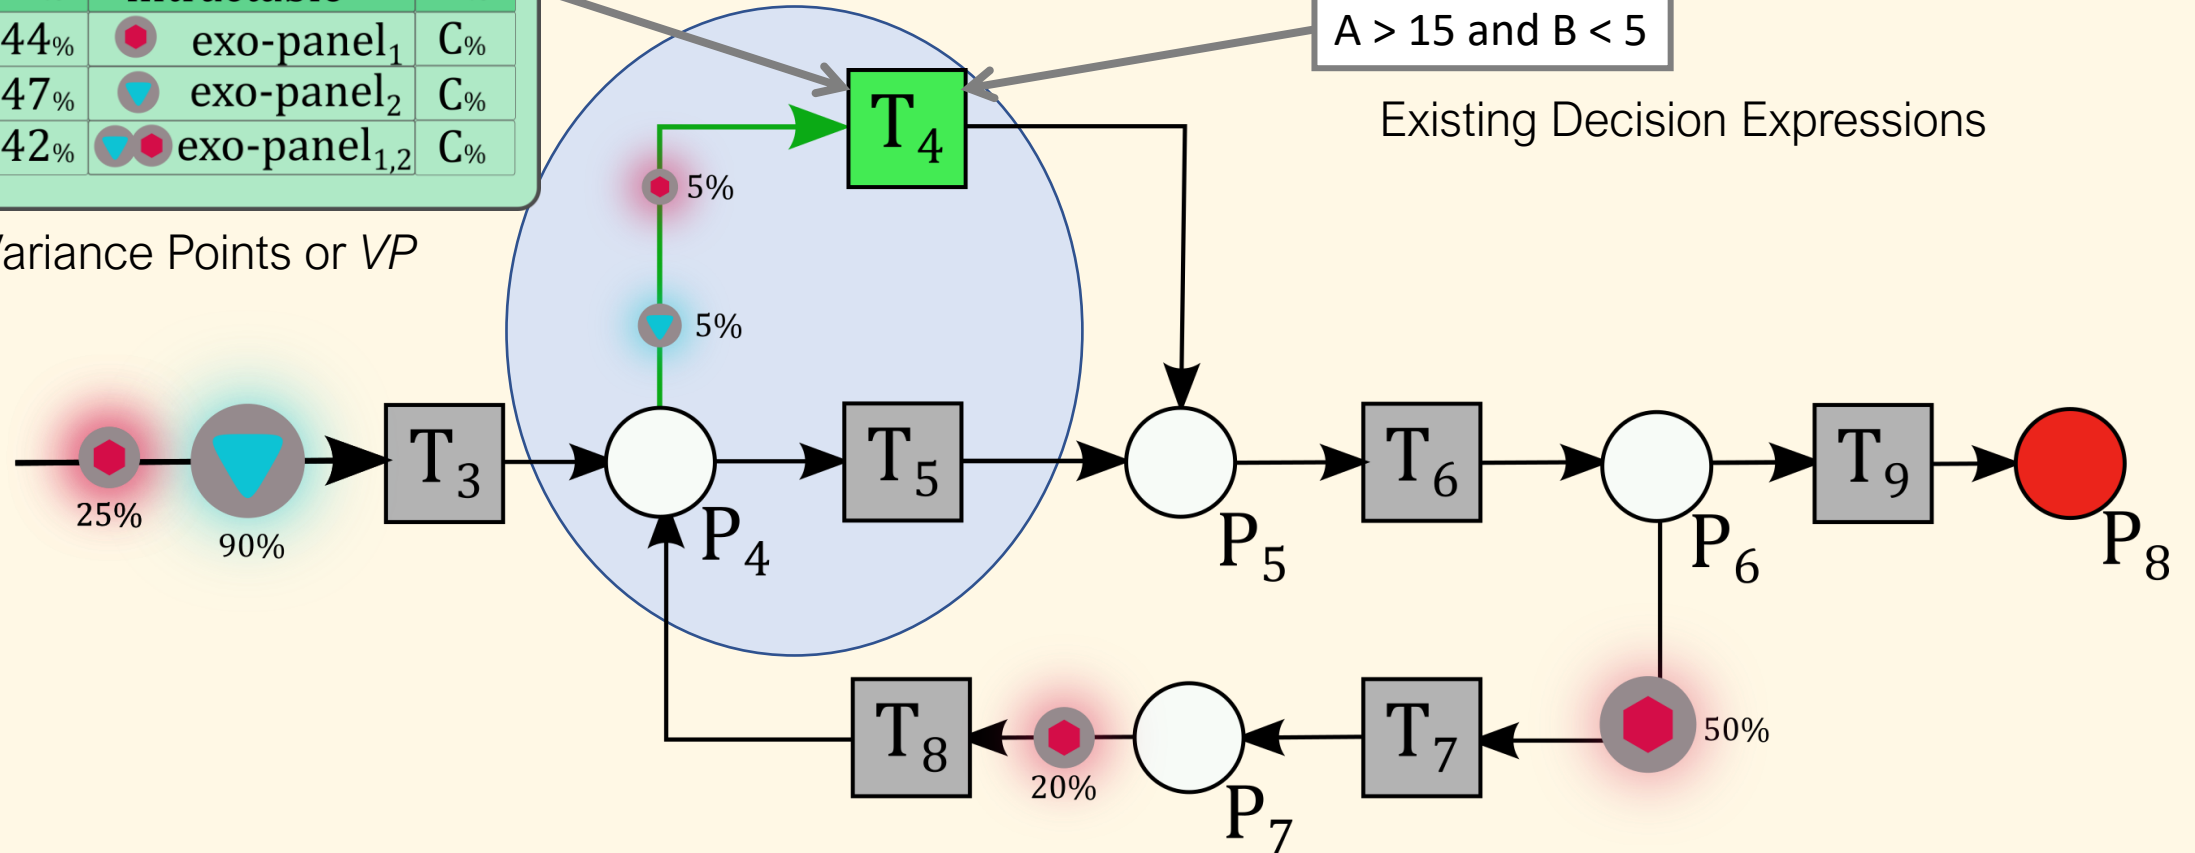 44% exo-panel1 C%
47% exo-panel2 C%
42% exo-panel1,2 C%
A > 15 and B < 5
Existing Decision Expressions
T4
5%
5%
Variance Points or VP
25%
90%
T3
P4
T5
P5
T6
P6
T9
P8
T8
20%
P7
T7
50%